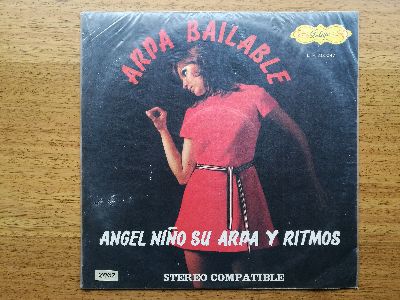 ARPA BAILABLE
ANGEL NIÑO SU ARPA Y RITMOS
STEREO COMPATIBLE